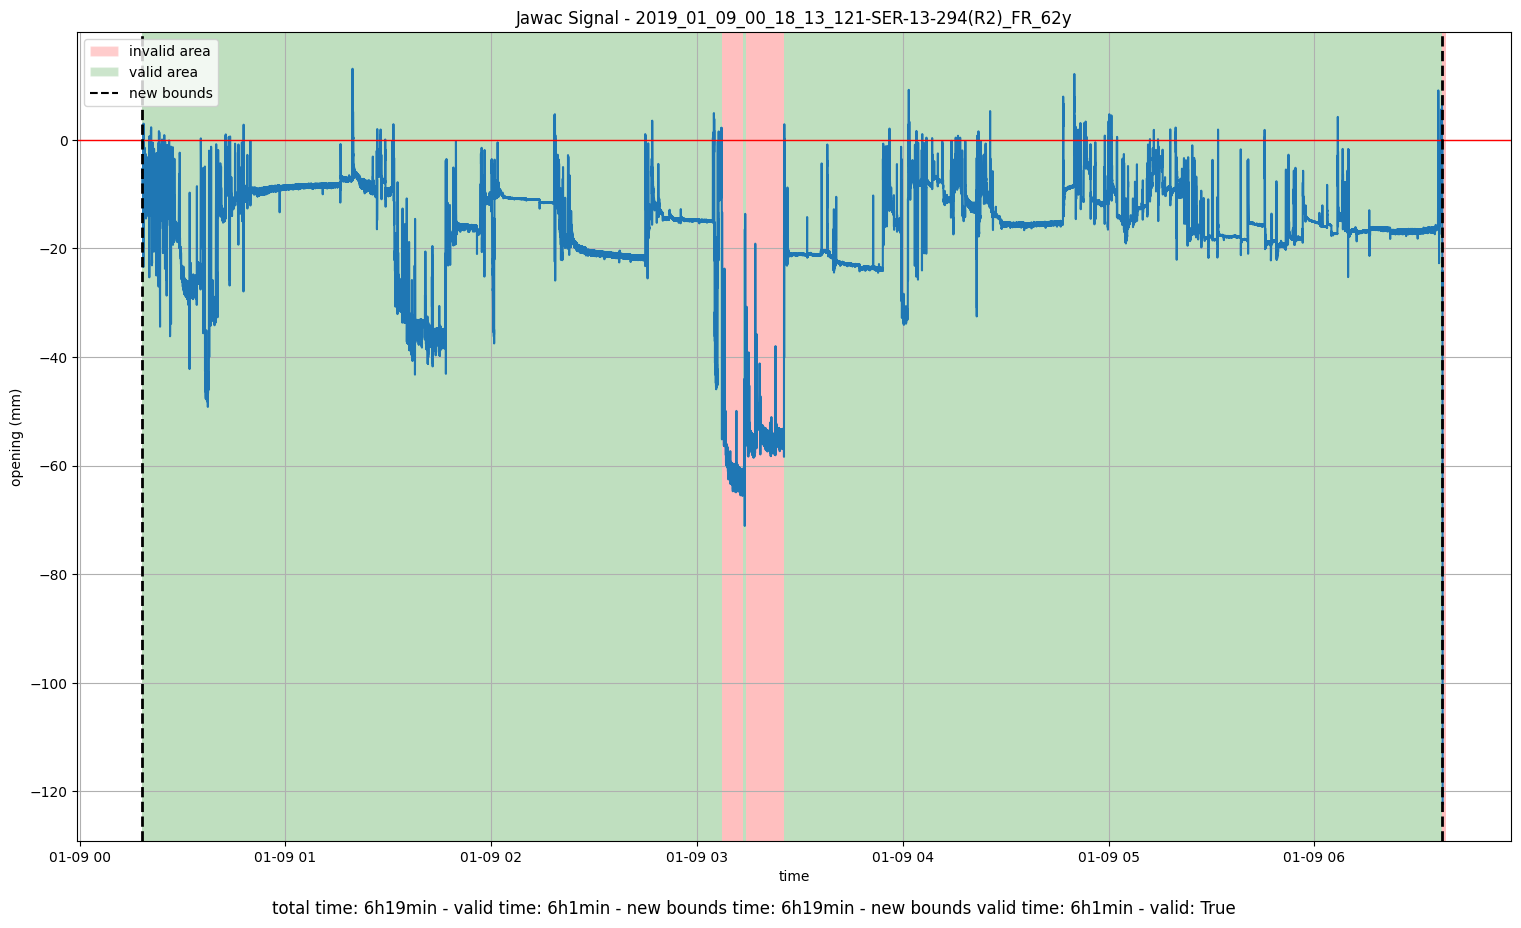 Jawac Signal - 2019_01_09_00_18_13_121-SER-13-294(R2)_FR_62y
invalid area
valid area
new bounds
0
−20
−40
−60
−80
−100
−120
opening (mm)
01-09 00
01-09 01
01-09 02
01-09 03
01-09 04
01-09 05
01-09 06
time
total time: 6h19min - valid time: 6h1min - new bounds time: 6h19min - new bounds valid time: 6h1min - valid: True